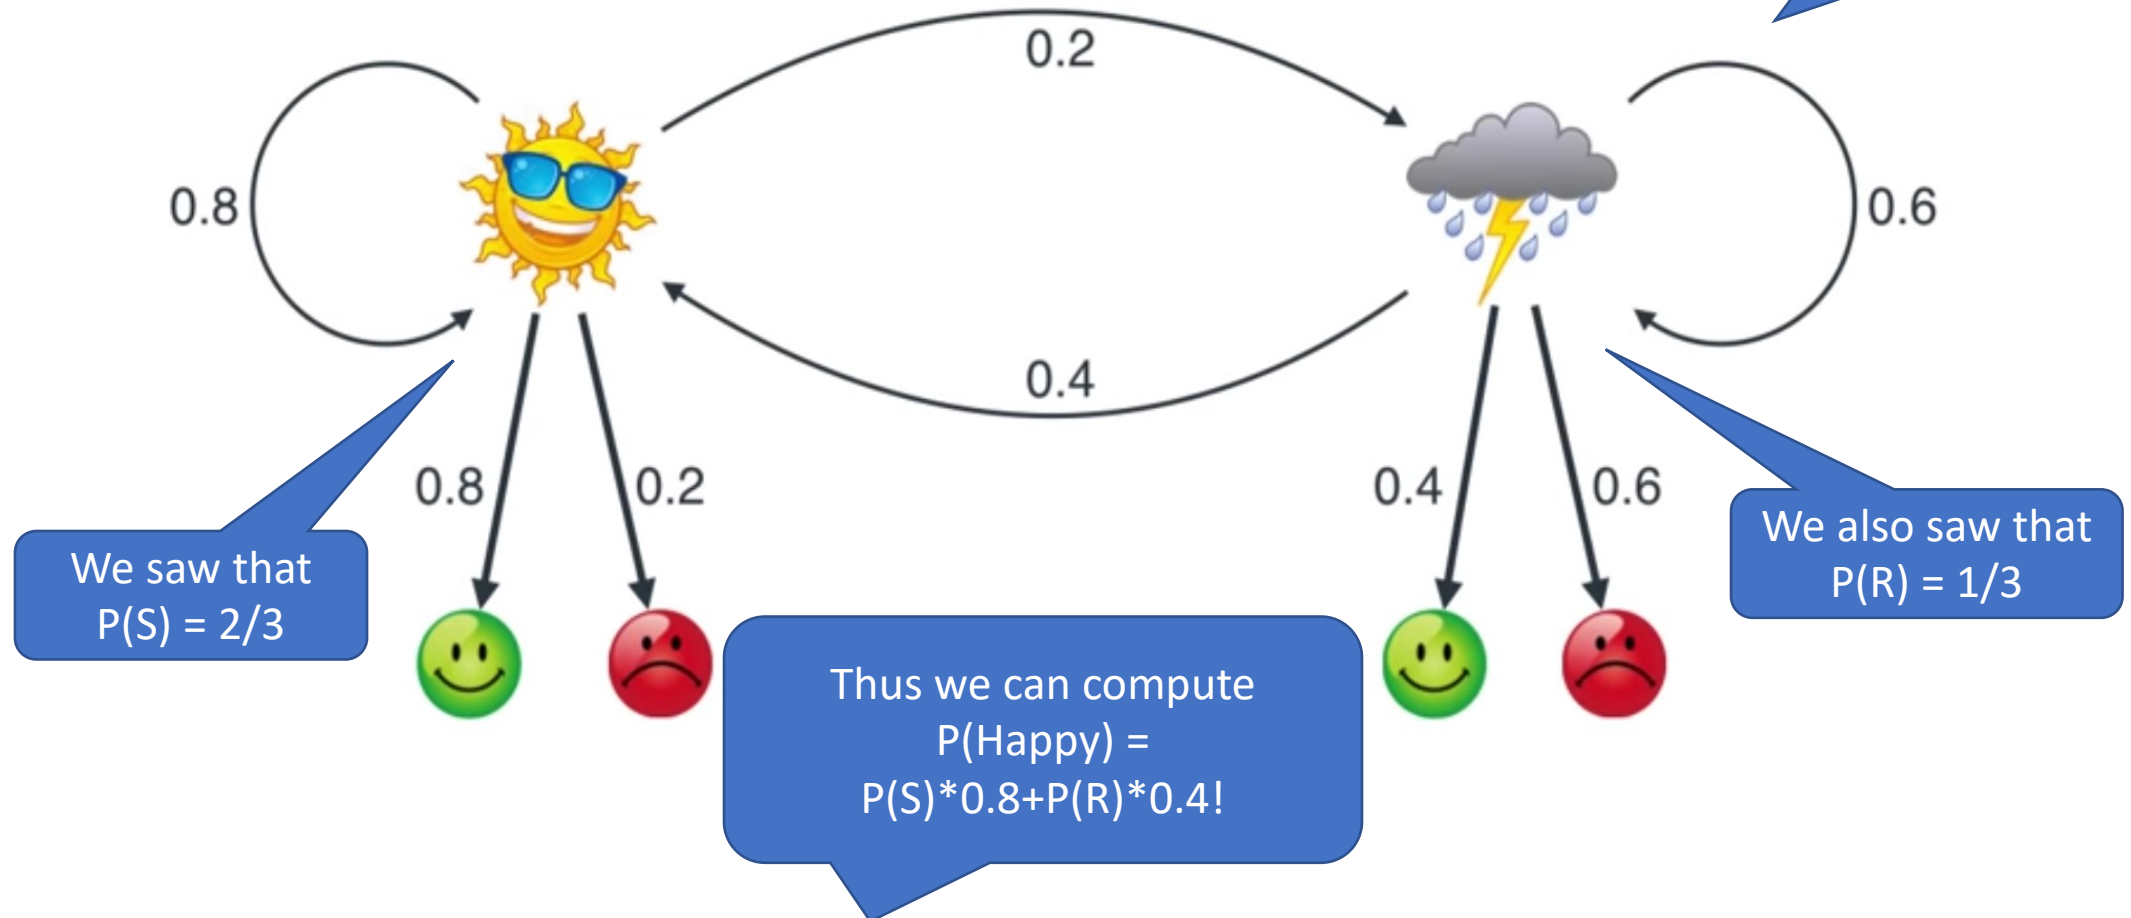 0.2
0.8
0.6
0.4
0.8
0.2
0.4
0.6
We saw that
P(S) = 2/3
We also saw that
P(R) = 1/3
Thus we can compute
P(Happy) =
P(S)*0.8+P(R)*0.4!